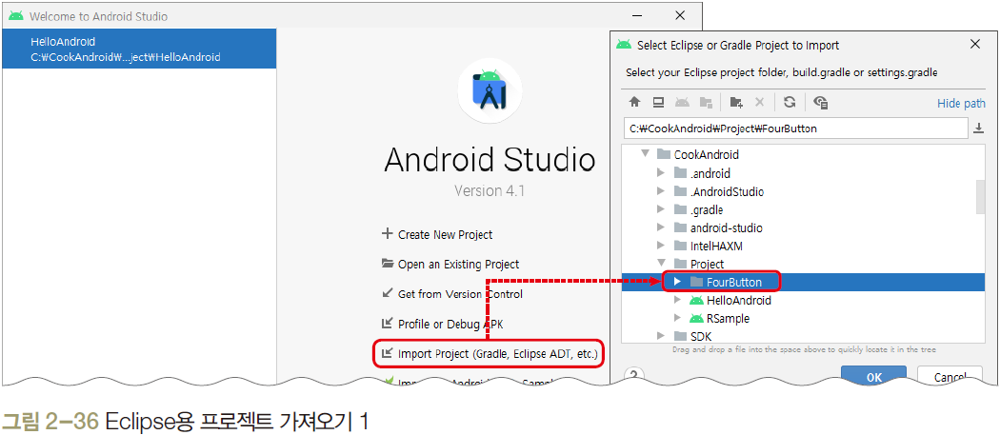 Welcome to Android Studio
HelloAndroid
C:₩CookAndroid₩...ject₩HelloAndroid
Android Studio
Version 4.1
Create New Project
Open an Existing Project
Get from Version Control
Profile or Debug APK
Import Project (Gradle, Eclipse ADT, etc.)
Select Eclipse or Gradle Project to Import
Select your Eclipse project folder, build.gradle or settings.gradle
Hide path
C:₩CookAndroid₩Project₩FourButton
CookAndroid
.android
.AndroidStudio
.gradle
android-studio
IntelHAXM
Project
FourButton
HelloAndroid
RSample
SDK
Drag and drop a file into the space above to quickly locate it in the tree
?
OK
Cancel
그림 2-36 Eclipse용 프로젝트 가져오기 1